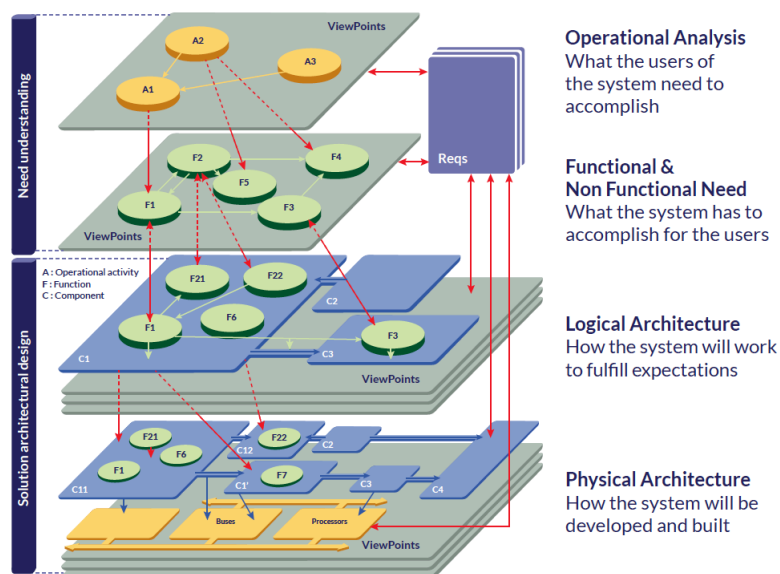 Need understanding
ViewPoints
A2
A3
A1
Reqs
Operational Analysis
What the users of
the system need to
accomplish
F2
F4
F5
F1
F3
ViewPoints
Functional &
Non Functional Need
What the system has to
accomplish for the users
Solution architectural design
A : Operational activity
F : Function
C : Component
F21
F22
C2
F1
F6
F3
C1
C3
ViewPoints
Logical Architecture
How the system will work
to fulfill expectations
F21
F22
C2
F6
C12
F1
F7
C11
C1'
C3
C4
Buses
Processors
ViewPoints
Physical Architecture
How the system will be
developed and built